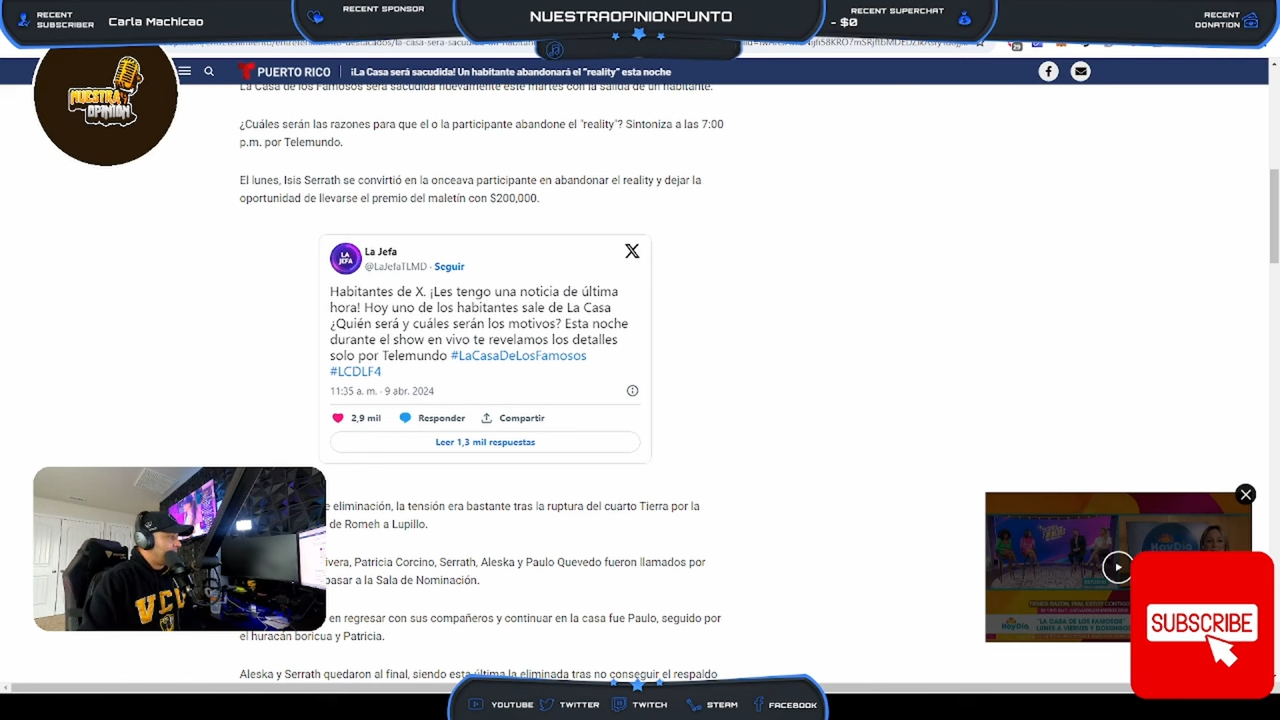 RECENT
SUBSCRIBER
Carla Machicao
RECENT SPONSOR
NUESTRAOPINIONPUNTO
RECENT SUPERCHAT
- $0
RECENT
DONATION
NUESTRA
OPINIÓN
PUERTO RICO
¡La Casa será sacudida! Un habitante abandonará el "reality" esta noche
La Casa de los Famosos será sacudida nuevamente este martes con la salida de un habitante.
¿Cuáles serán las razones para que el o la participante abandone el "reality"? Sintoniza a las 7:00
p.m. por Telemundo.
El lunes, Isis Serrath se convirtió en la onceava participante en abandonar el reality y dejar la
oportunidad de llevarse el premio del maletín con $200,000.
LA
JEFA
La Jefa
@LaJefaTLMD · Seguir
Habitantes de X. ¡Les tengo una noticia de última
hora! Hoy uno de los habitantes sale de La Casa
¿Quién será y cuáles serán los motivos? Esta noche
durante el show en vivo te revelamos los detalles
solo por Telemundo #LaCasaDeLosFamosos
#LCDLF4
11:35 a. m. · 9 abr. 2024
2,9 mil
Responder
Compartir
Leer 1,3 mil respuestas
eliminación, la tensión era bastante tras la ruptura del cuarto Tierra por la
de Romeh a Lupillo.
Patricia Corcino, Serrath, Aleska y Paulo Quevedo fueron llamados por
pasar a la Sala de Nominación.
en regresar con sus compañeros y continuar en la casa fue Paulo, seguido por
el huracán boricua y Patricia.
Aleska y Serrath quedaron al final, siendo esta última la eliminada tras no conseguir el respaldo
VCU
HoyDía
"LA CASA DE LOS FAMOSOS"
SUBSCRIBE
YOUTUBE
TWITTER
TWITCH
STEAM
FACEBOOK